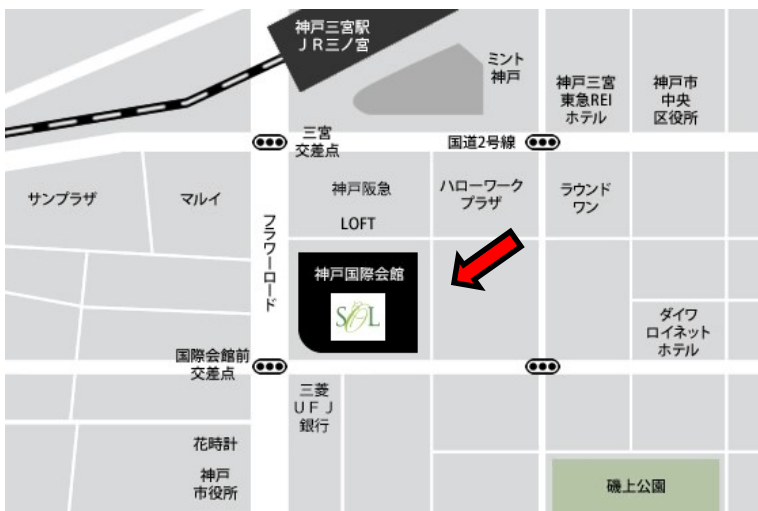 神戸三宮駅
ＪＲ三ノ宮
ミント
神戸
神戸三宮
東急REI
ホテル
神戸市
中央
区役所
三宮
交差点
国道2号線
サンプラザ
マルイ
フラワーロード
神戸阪急
LOFT
ハローワーク
プラザ
ラウンド
ワン
神戸国際会館
SOL
ダイワ
ロイネット
ホテル
国際会館前
交差点
三菱
ＵＦＪ
銀行
花時計
神戸
市役所
磯上公園